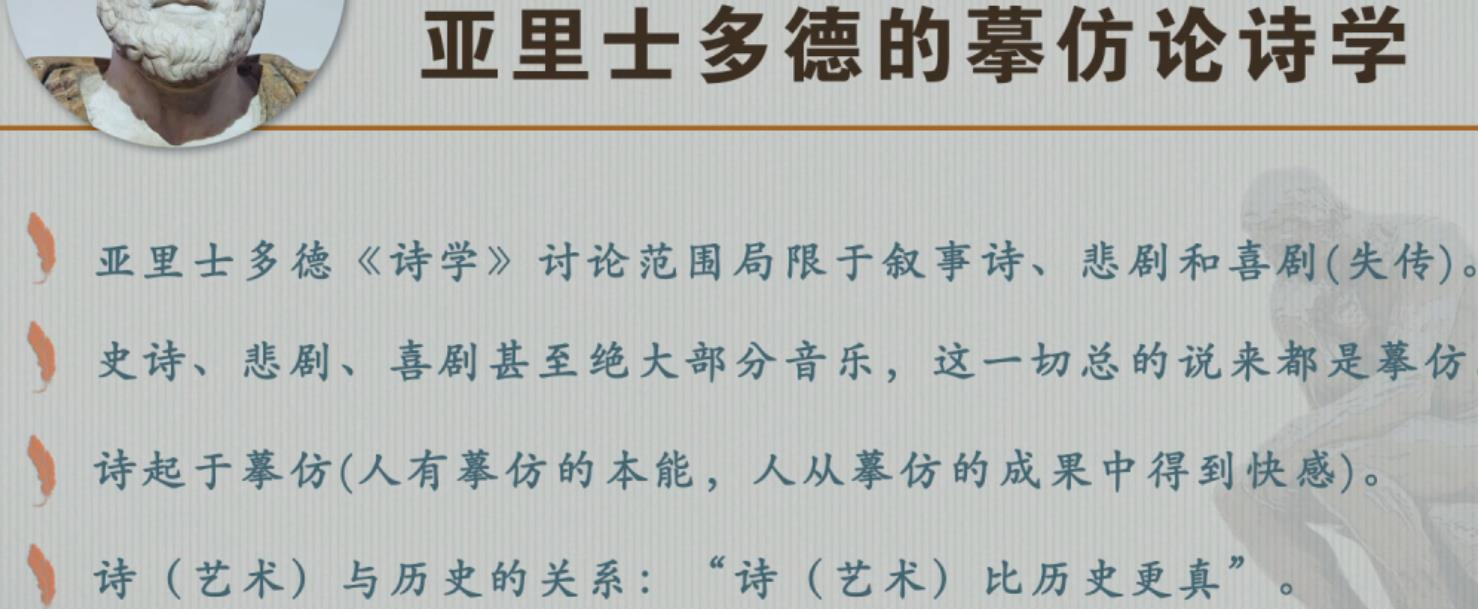 亚里士多德的摹仿论诗学
亚里士多德《诗学》讨论范围局限于叙事诗、悲剧和喜剧(失传)。
史诗、悲剧、喜剧甚至绝大部分音乐，这一切总的说来都是摹仿
诗起于摹仿(人有摹仿的本能，人从摹仿的成果中得到快感)。
诗（艺术）与历史的关系：“诗（艺术）比历史更真”。